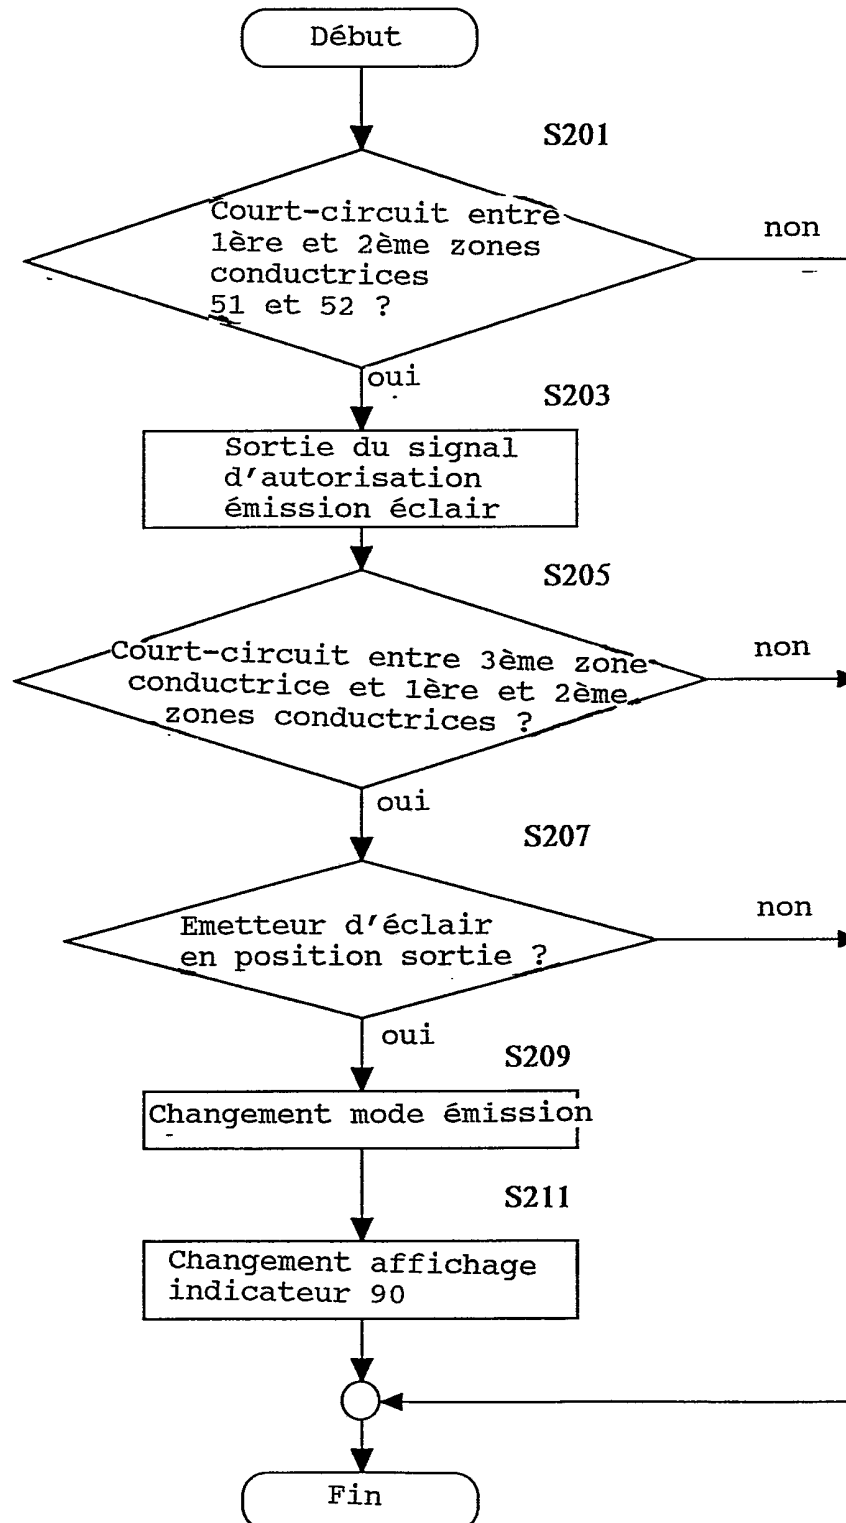 Début
S201
Court-circuit entre
1ère et 2ème zones
conductrices
51 et 52 ?
non
oui
S203
Sortie du signal
d'autorisation
émission éclair
S205
Court-circuit entre 3ème zone
conductrice et 1ère et 2ème
zones conductrices ?
non
oui
S207
Emetteur d'éclair
en position sortie ?
non
oui
S209
Changement mode émission
S211
Changement affichage
indicateur 90
Fin